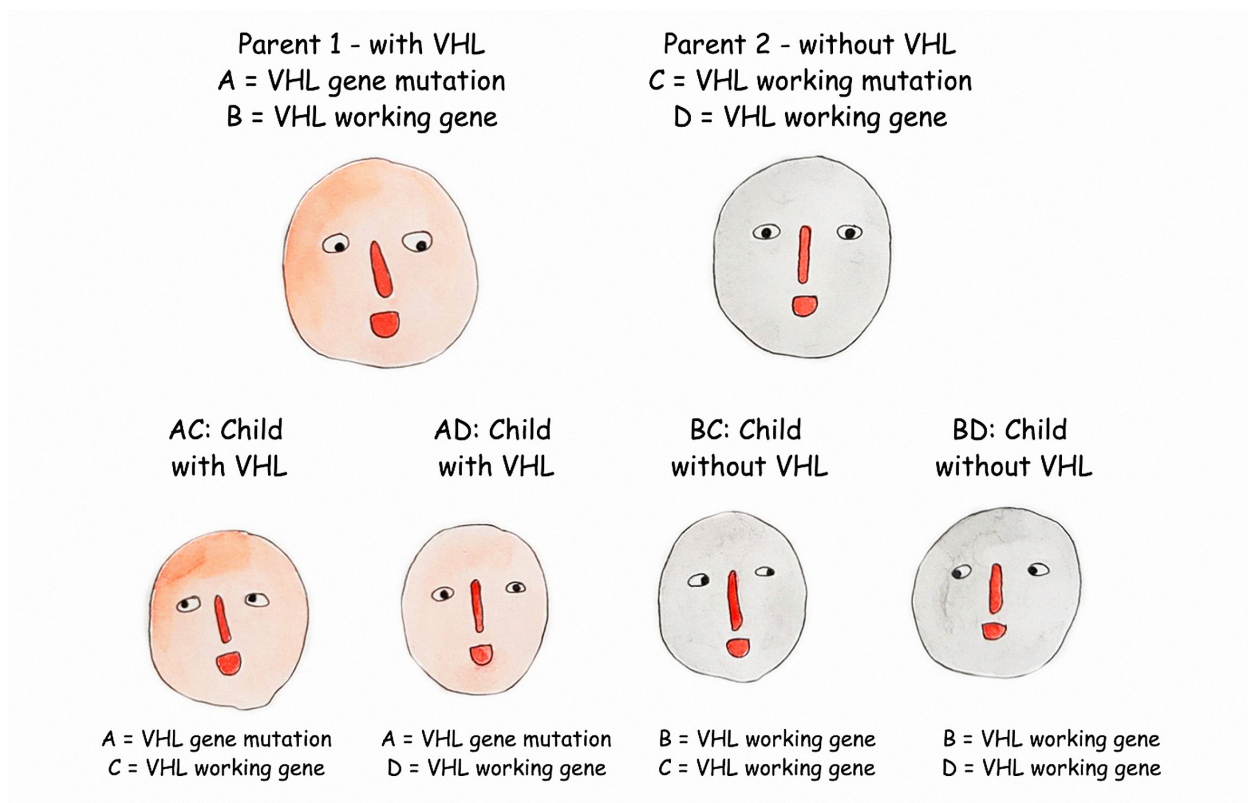 Parent 1 - with VHL
A = VHL gene mutation
B = VHL working gene
Parent 2 - without VHL
C = VHL working mutation
D = VHL working gene
AC: Child
with VHL
AD: Child
with VHL
BC: Child
without VHL
BD: Child
without VHL
A = VHL gene mutation
C = VHL working gene
A = VHL gene mutation
D = VHL working gene
B = VHL working gene
C = VHL working gene
B = VHL working gene
D = VHL working gene